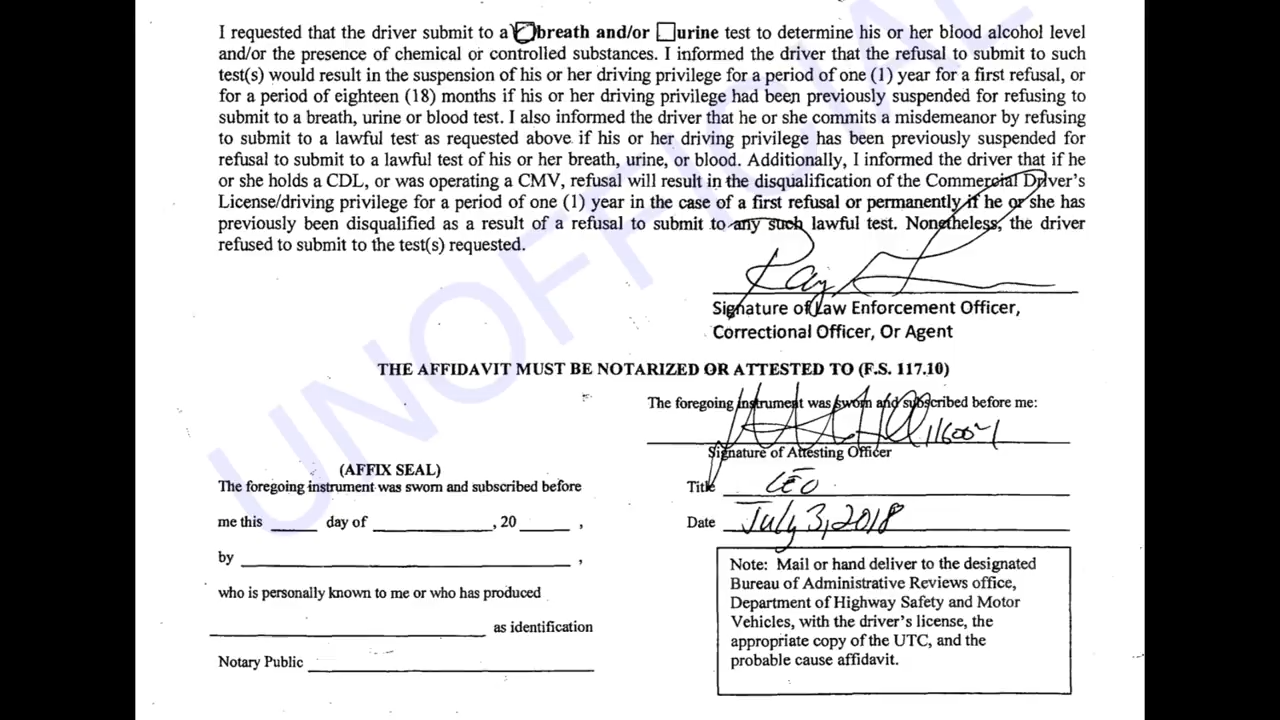 I requested that the driver submit to a breath and/or urine test to determine his or her blood alcohol level
and/or the presence of chemical or controlled substances. I informed the driver that the refusal to submit to such
test(s) would result in the suspension of his or her driving privilege for a period of one (1) year for a first refusal, or
for a period of eighteen (18) months if his or her driving privilege had been previously suspended for refusing to
submit to a breath, urine or blood test. I also informed the driver that he or she commits a misdemeanor by refusing
to submit to a lawful test as requested above if his or her driving privilege has been previously suspended for
refusal to submit to a lawful test of his or her breath, urine, or blood. Additionally, I informed the driver that if he
or she holds a CDL, or was operating a CMV, refusal will result in the disqualification of the Commercial Driver's
License/driving privilege for a period of one (1) year in the case of a first refusal or permanently if he or she has
previously been disqualified as a result of a refusal to submit to any such lawful test. Nonetheless, the driver
refused to submit to the test(s) requested.
Ray
Signature of Law Enforcement Officer,
Correctional Officer, Or Agent
UNOFFICIAL
THE AFFIDAVIT MUST BE NOTARIZED OR ATTESTED TO (F.S. 117.10)
The foregoing instrument was sworn and subscribed before me:
Signature of Attesting Officer
Title LEO
Date July 3, 2018
(AFFIX SEAL)
The foregoing instrument was sworn and subscribed before
me this ____ day of ____, 20 ____,
by ____,
who is personally known to me or who has produced
____ as identification
Notary Public ____
Note: Mail or hand deliver to the designated
Bureau of Administrative Reviews office,
Department of Highway Safety and Motor
Vehicles, with the driver's license, the
appropriate copy of the UTC, and the
probable cause affidavit.